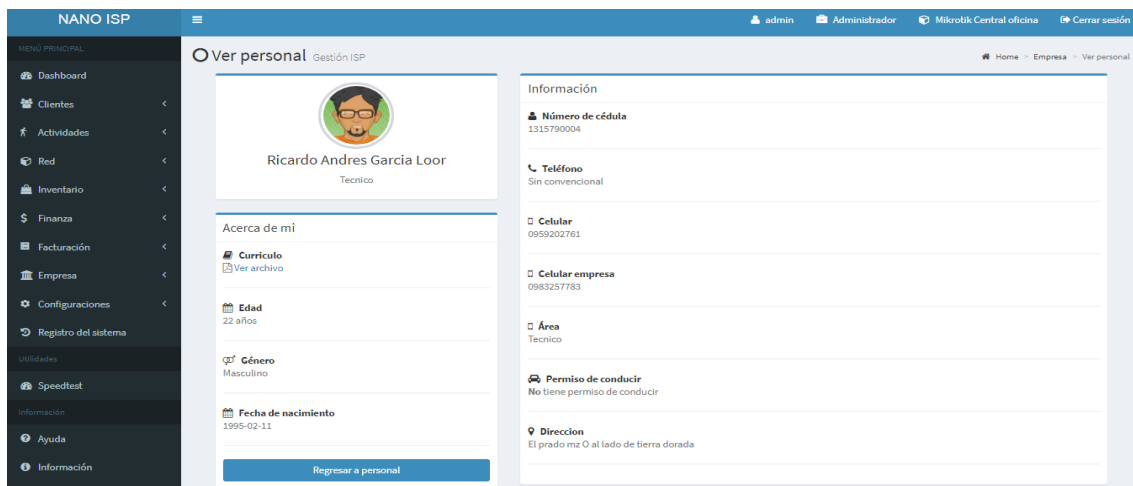 NANO ISP
admin
Administrador
Mikrotik Central oficina
Cerrar sesión
MENÚ PRINCIPAL
Dashboard
Clientes
Actividades
Red
Inventario
Finanza
Facturación
Empresa
Configuraciones
Registro del sistema
Utilidades
Speedtest
Información
Ayuda
Información
Ver personal Gestión ISP
Home > Empresa > Ver personal
Ricardo Andres Garcia Loor
Tecnico
Acerca de mi
Curriculo
Ver archivo
Edad
22 años
Género
Masculino
Fecha de nacimiento
1995-02-11
Regresar a personal
Información
Número de cédula
1315790004
Teléfono
Sin convencional
Celular
0959202761
Celular empresa
0983257783
Área
Tecnico
Permiso de conducir
No tiene permiso de conducir
Direccion
El prado mz O al lado de tierra dorada